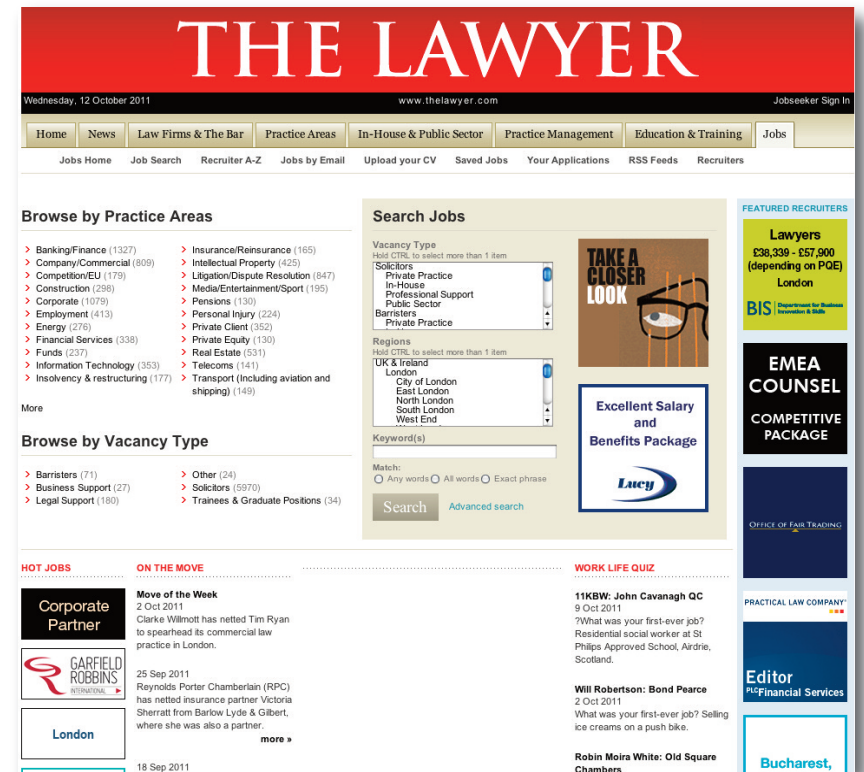 THE LAWYER
Wednesday, 12 October 2011
www.thelawyer.com
Jobseeker Sign In
Home
News
Law Firms & The Bar
Practice Areas
In-House & Public Sector
Practice Management
Education & Training
Jobs
Jobs Home
Job Search
Recruiter A-Z
Jobs by Email
Upload your CV
Saved Jobs
Your Applications
RSS Feeds
Recruiters
Browse by Practice Areas
> Banking/Finance (1327)
> Company/Commercial (809)
> Competition/EU (179)
> Construction (298)
> Corporate (1079)
> Employment (413)
> Energy (276)
> Financial Services (338)
> Funds (237)
> Information Technology (353)
> Insolvency & restructuring (177)
> Insurance/Reinsurance (165)
> Intellectual Property (425)
> Litigation/Dispute Resolution (847)
> Media/Entertainment/Sport (195)
> Pensions (130)
> Personal Injury (224)
> Private Client (352)
> Private Equity (130)
> Real Estate (531)
> Telecoms (141)
> Transport (Including aviation and
shipping) (149)
More
Browse by Vacancy Type
> Barristers (71)
> Business Support (27)
> Legal Support (180)
> Other (24)
> Solicitors (5970)
> Trainees & Graduate Positions (34)
Search Jobs
Vacancy Type
Hold CTRL to select more than 1 item
Solicitors
Private Practice
In-House
Professional Support
Public Sector
Barristers
Private Practice
Regions
Hold CTRL to select more than 1 item
UK & Ireland
London
City of London
East London
North London
South London
West End
Keyword(s)
Match:
Any words
All words
Exact phrase
Search
Advanced search
TAKE A
CLOSER
LOOK
Excellent Salary
and
Benefits Package
Lucy
FEATURED RECRUITERS
Lawyers
£38,339 - £57,900
(depending on PQE)
London
BIS
Department for Business
Innovation & Skills
EMEA
COUNSEL
COMPETITIVE
PACKAGE
OFFICE OF FAIR TRADING
PRACTICAL LAW COMPANY
Editor
PLCFinancial Services
Bucharest,
HOT JOBS
Corporate
Partner
GARFIELD
ROBBINS
INTERNATIONAL
London
ON THE MOVE
Move of the Week
2 Oct 2011
Clarke Willmott has netted Tim Ryan
to spearhead its commercial law
practice in London.
25 Sep 2011
Reynolds Porter Chamberlain (RPC)
has netted insurance partner Victoria
Sherratt from Barlow Lyde & Gilbert,
where she was also a partner.
more »
18 Sep 2011
WORK LIFE QUIZ
11KBW: John Cavanagh QC
9 Oct 2011
?What was your first-ever job?
Residential social worker at St
Philips Approved School, Airdrie,
Scotland.
Will Robertson: Bond Pearce
2 Oct 2011
What was your first-ever job? Selling
ice creams on a push bike.
Robin Moira White: Old Square
Chambers